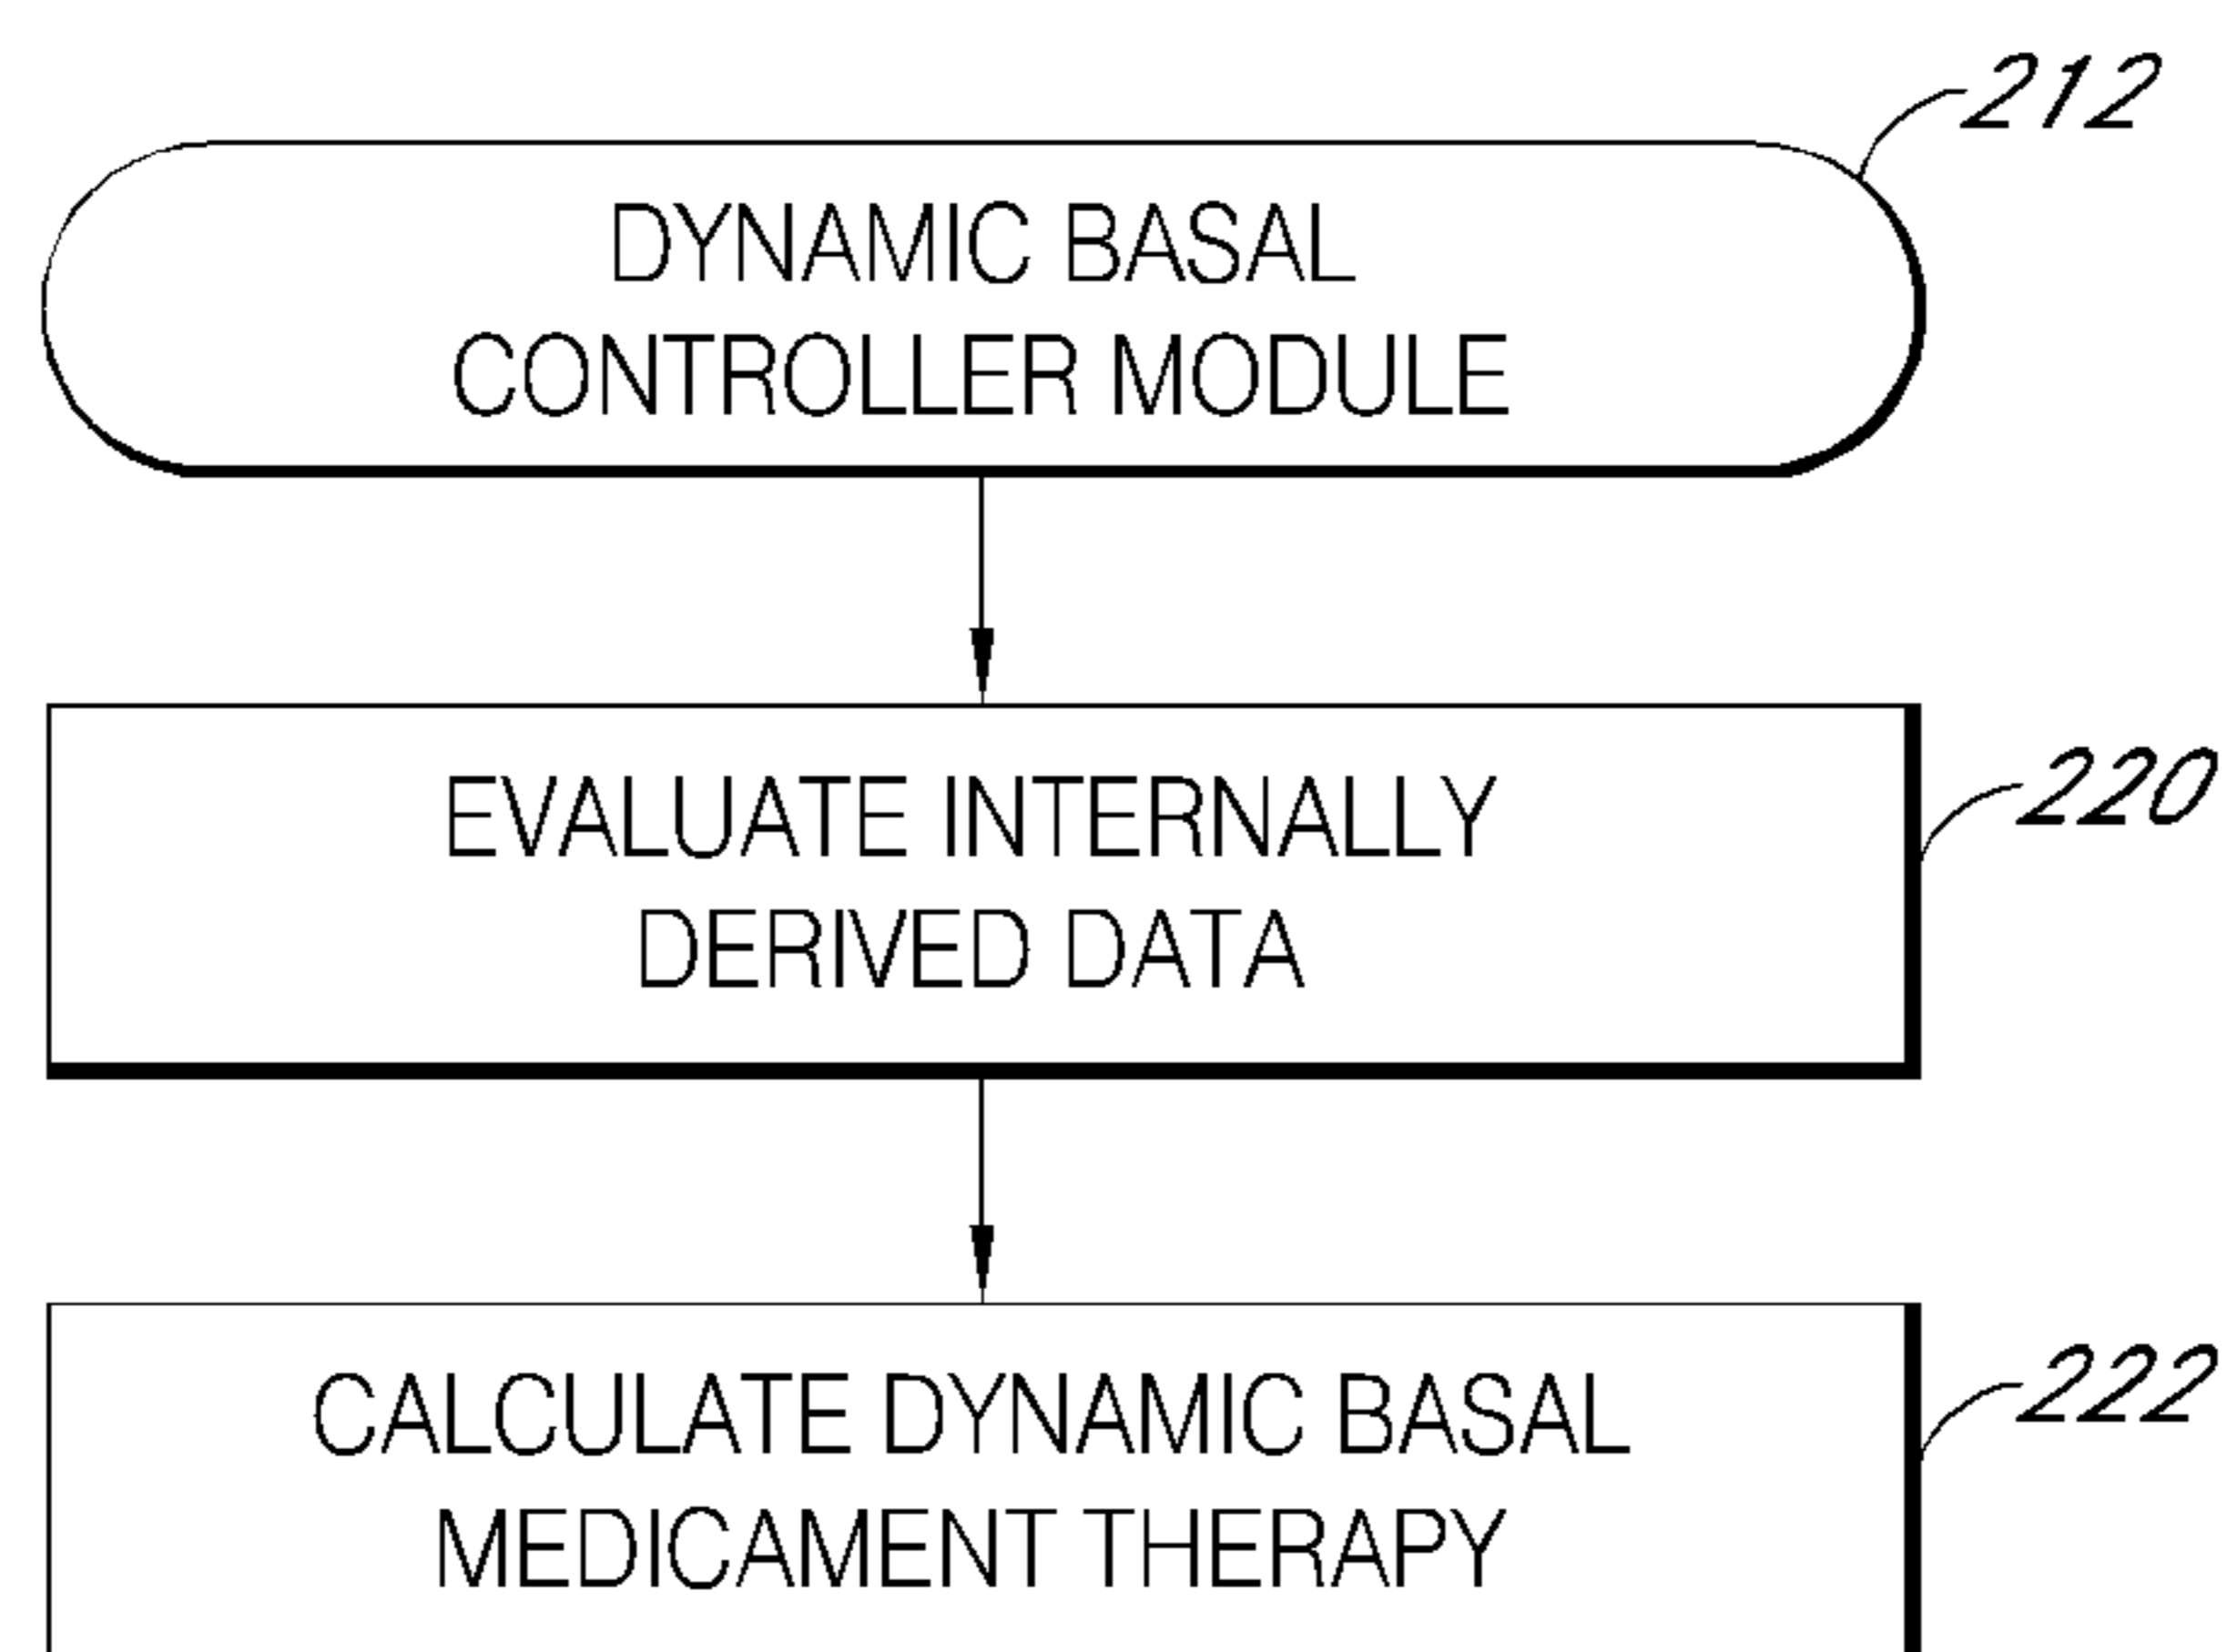 212
DYNAMIC BASAL
CONTROLLER MODULE
220
EVALUATE INTERNALLY
DERIVED DATA
222
CALCULATE DYNAMIC BASAL
MEDICAMENT THERAPY